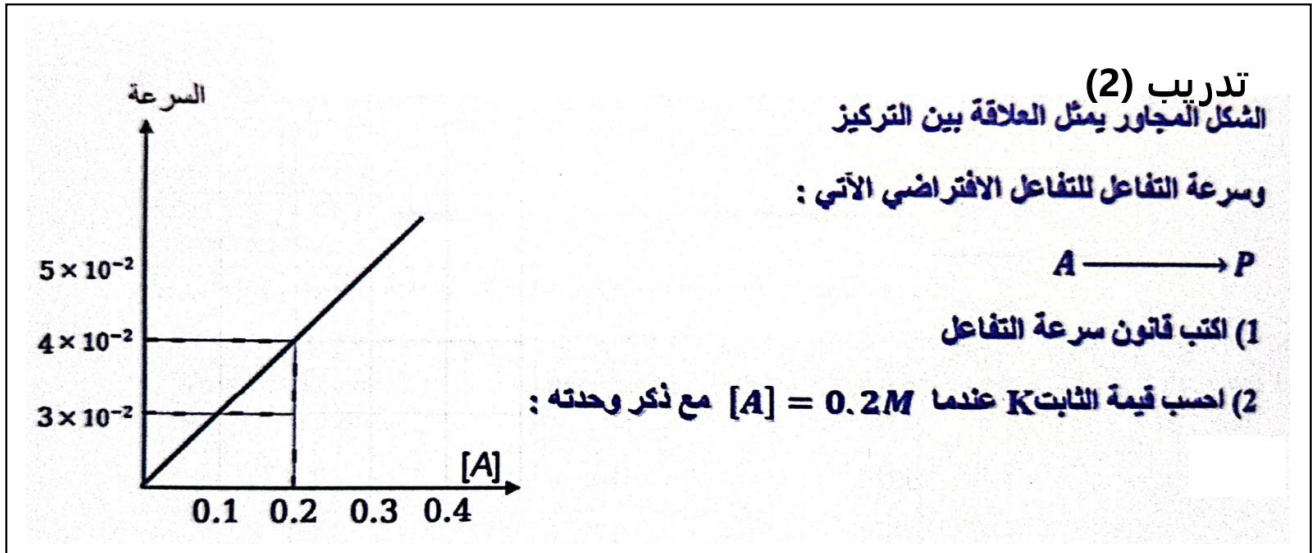 تدريب (2)
الشكل المجاور يمثل العلاقة بين التركيز
وسرعة التفاعل للتفاعل الافتراضي الآتي :
A ⟶ P
1) اكتب قانون سرعة التفاعل
2) احسب قيمة الثابت K عندما [A] = 0.2M مع ذكر وحدته :
السرعة
5 × 10⁻²
4 × 10⁻²
3 × 10⁻²
[A]
0.1 0.2 0.3 0.4